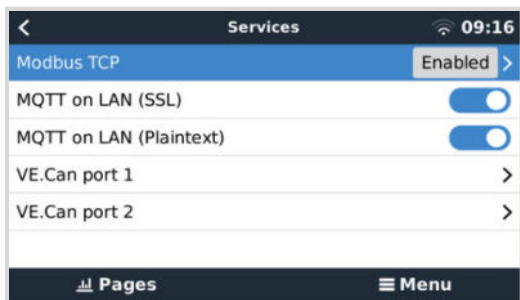 Services 09:16
Modbus TCP Enabled
MQTT on LAN (SSL)
MQTT on LAN (Plaintext)
VE.Can port 1
VE.Can port 2
Pages Menu